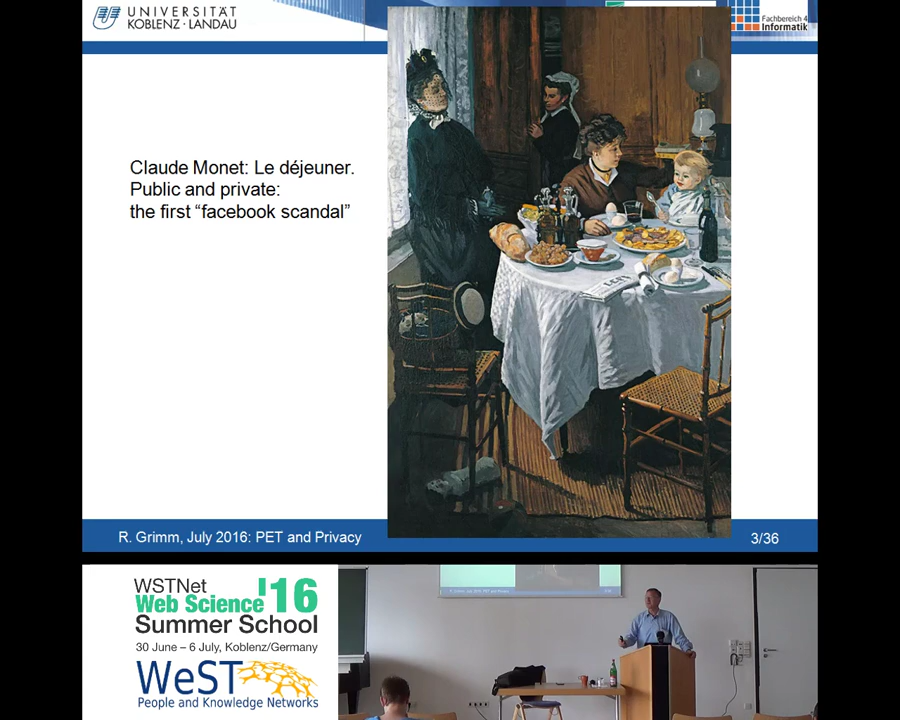 UNIVERSITÄT
KOBLENZ · LANDAU
Fachbereich 4
Informatik
Claude Monet: Le déjeuner.
Public and private:
the first “facebook scandal”
R. Grimm, July 2016: PET and Privacy
3/36
WSTNet
Web Science '16
Summer School
30 June – 6 July, Koblenz/Germany
WeST
People and Knowledge Networks